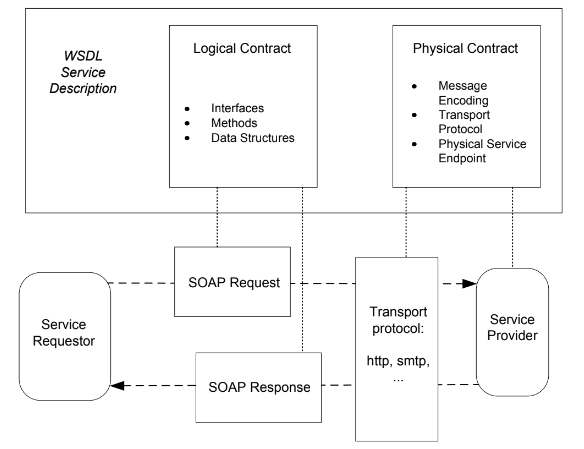 WSDL
Service
Description
Logical Contract
• Interfaces
• Methods
• Data Structures
Physical Contract
• Message
Encoding
• Transport
Protocol
• Physical Service
Endpoint
Service
Requestor
SOAP Request
SOAP Response
Transport
protocol:
http, smtp,
...
Service
Provider